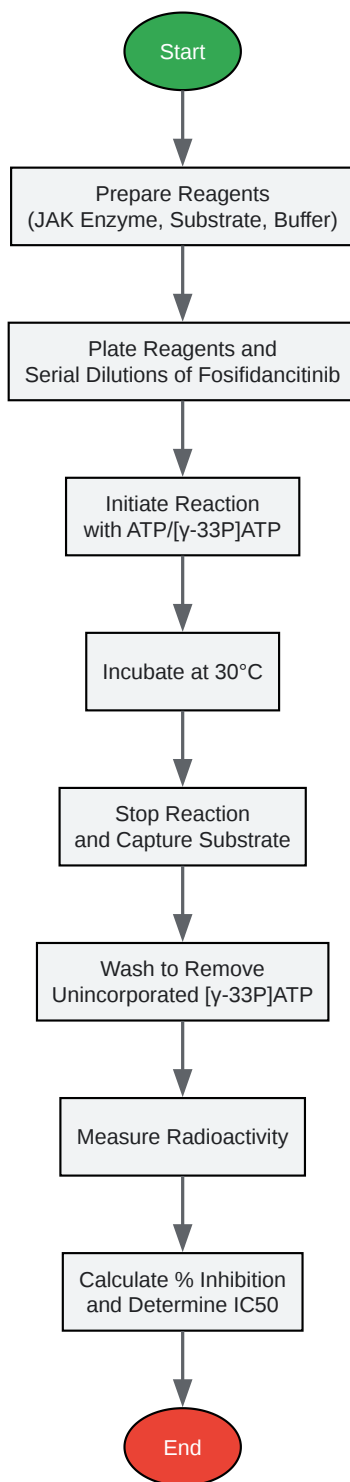 Start
Prepare Reagents
(JAK Enzyme, Substrate, Buffer)
Plate Reagents and
Serial Dilutions of Fosifidancitinib
Initiate Reaction
with ATP/[γ-33P]ATP
Incubate at 30°C
Stop Reaction
and Capture Substrate
Wash to Remove
Unincorporated [γ-33P]ATP
Measure Radioactivity
Calculate % Inhibition
and Determine IC50
End